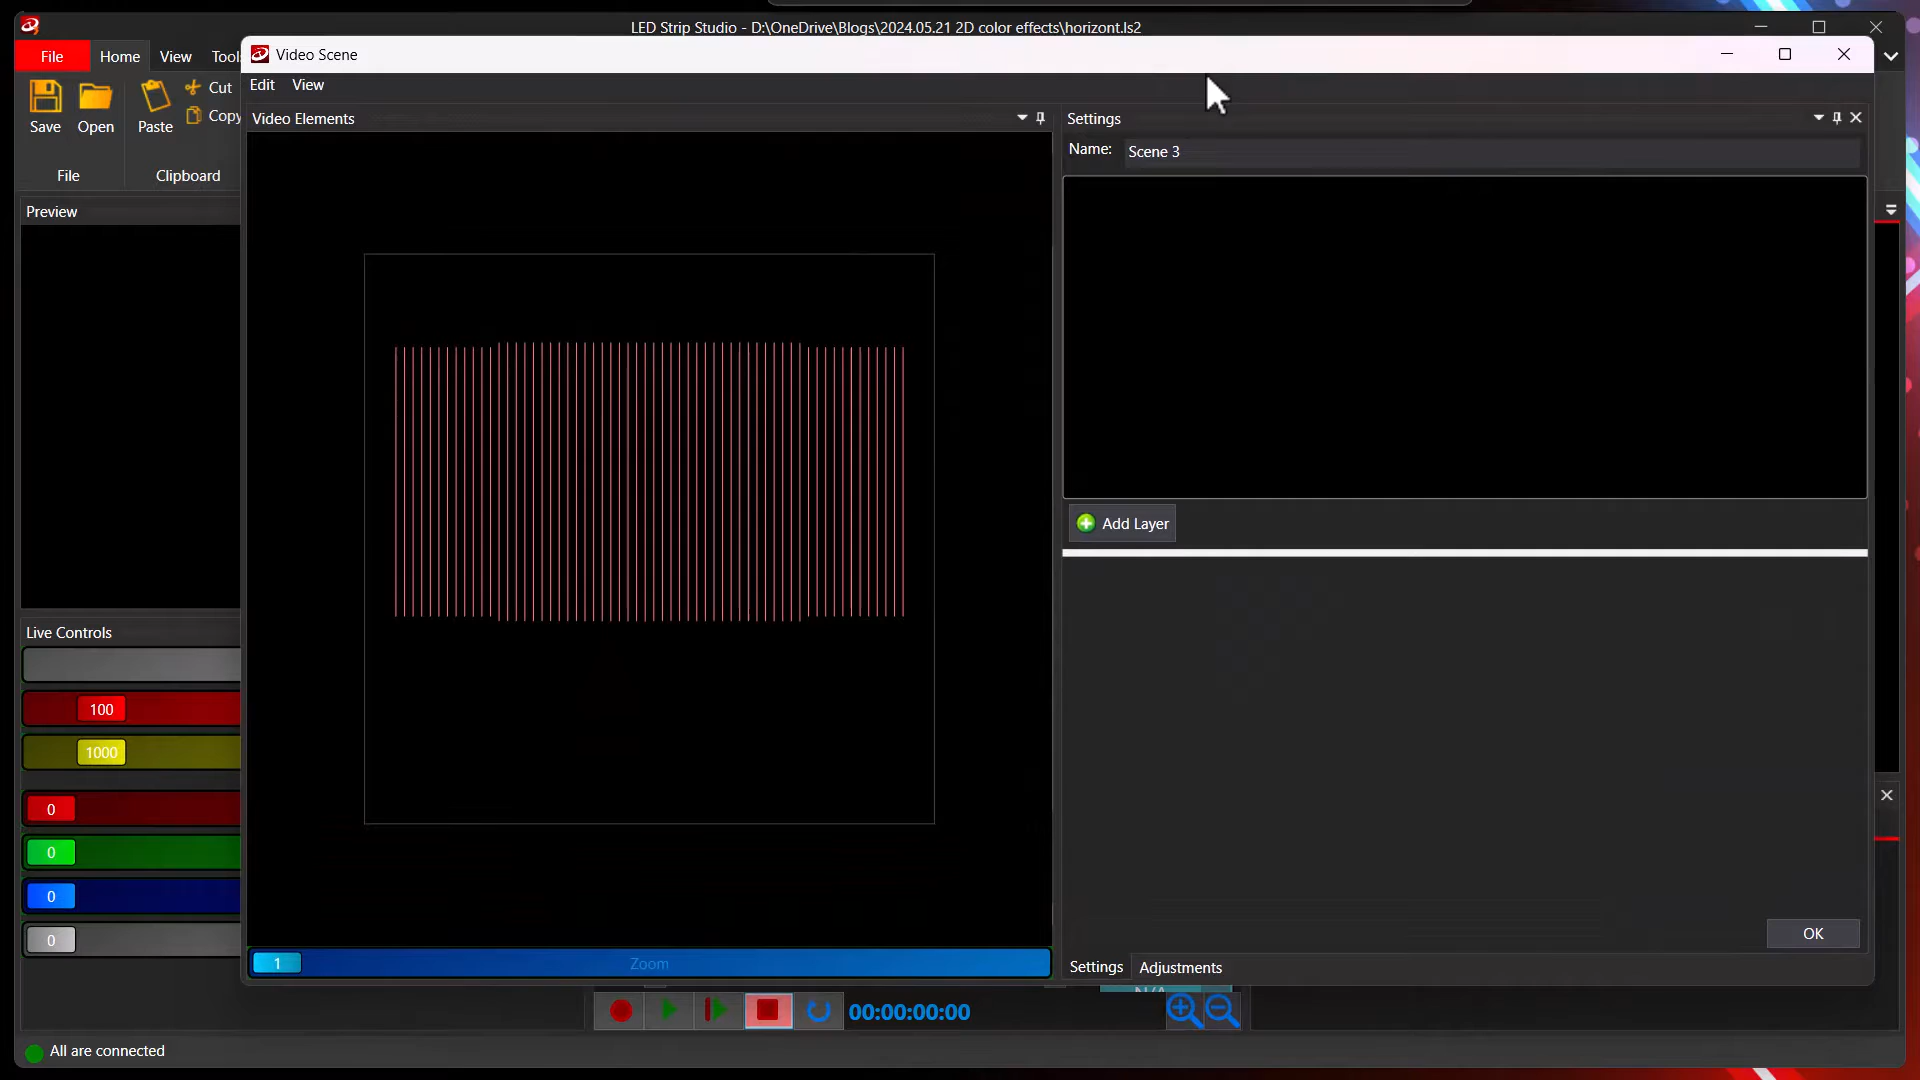 LED Strip Studio - D:\OneDrive\Blogs\2024.05.21 2D color effects\horizont.ls2
File
Home
View
Video Scene
Edit
View
Save
Open
Paste
Cut
Copy
File
Clipboard
Video Elements
Settings
Name:
Scene 3
Preview
Add Layer
Live Controls
100
1000
0
0
0
0
OK
1
Zoom
Settings
Adjustments
00:00:00:00
All are connected